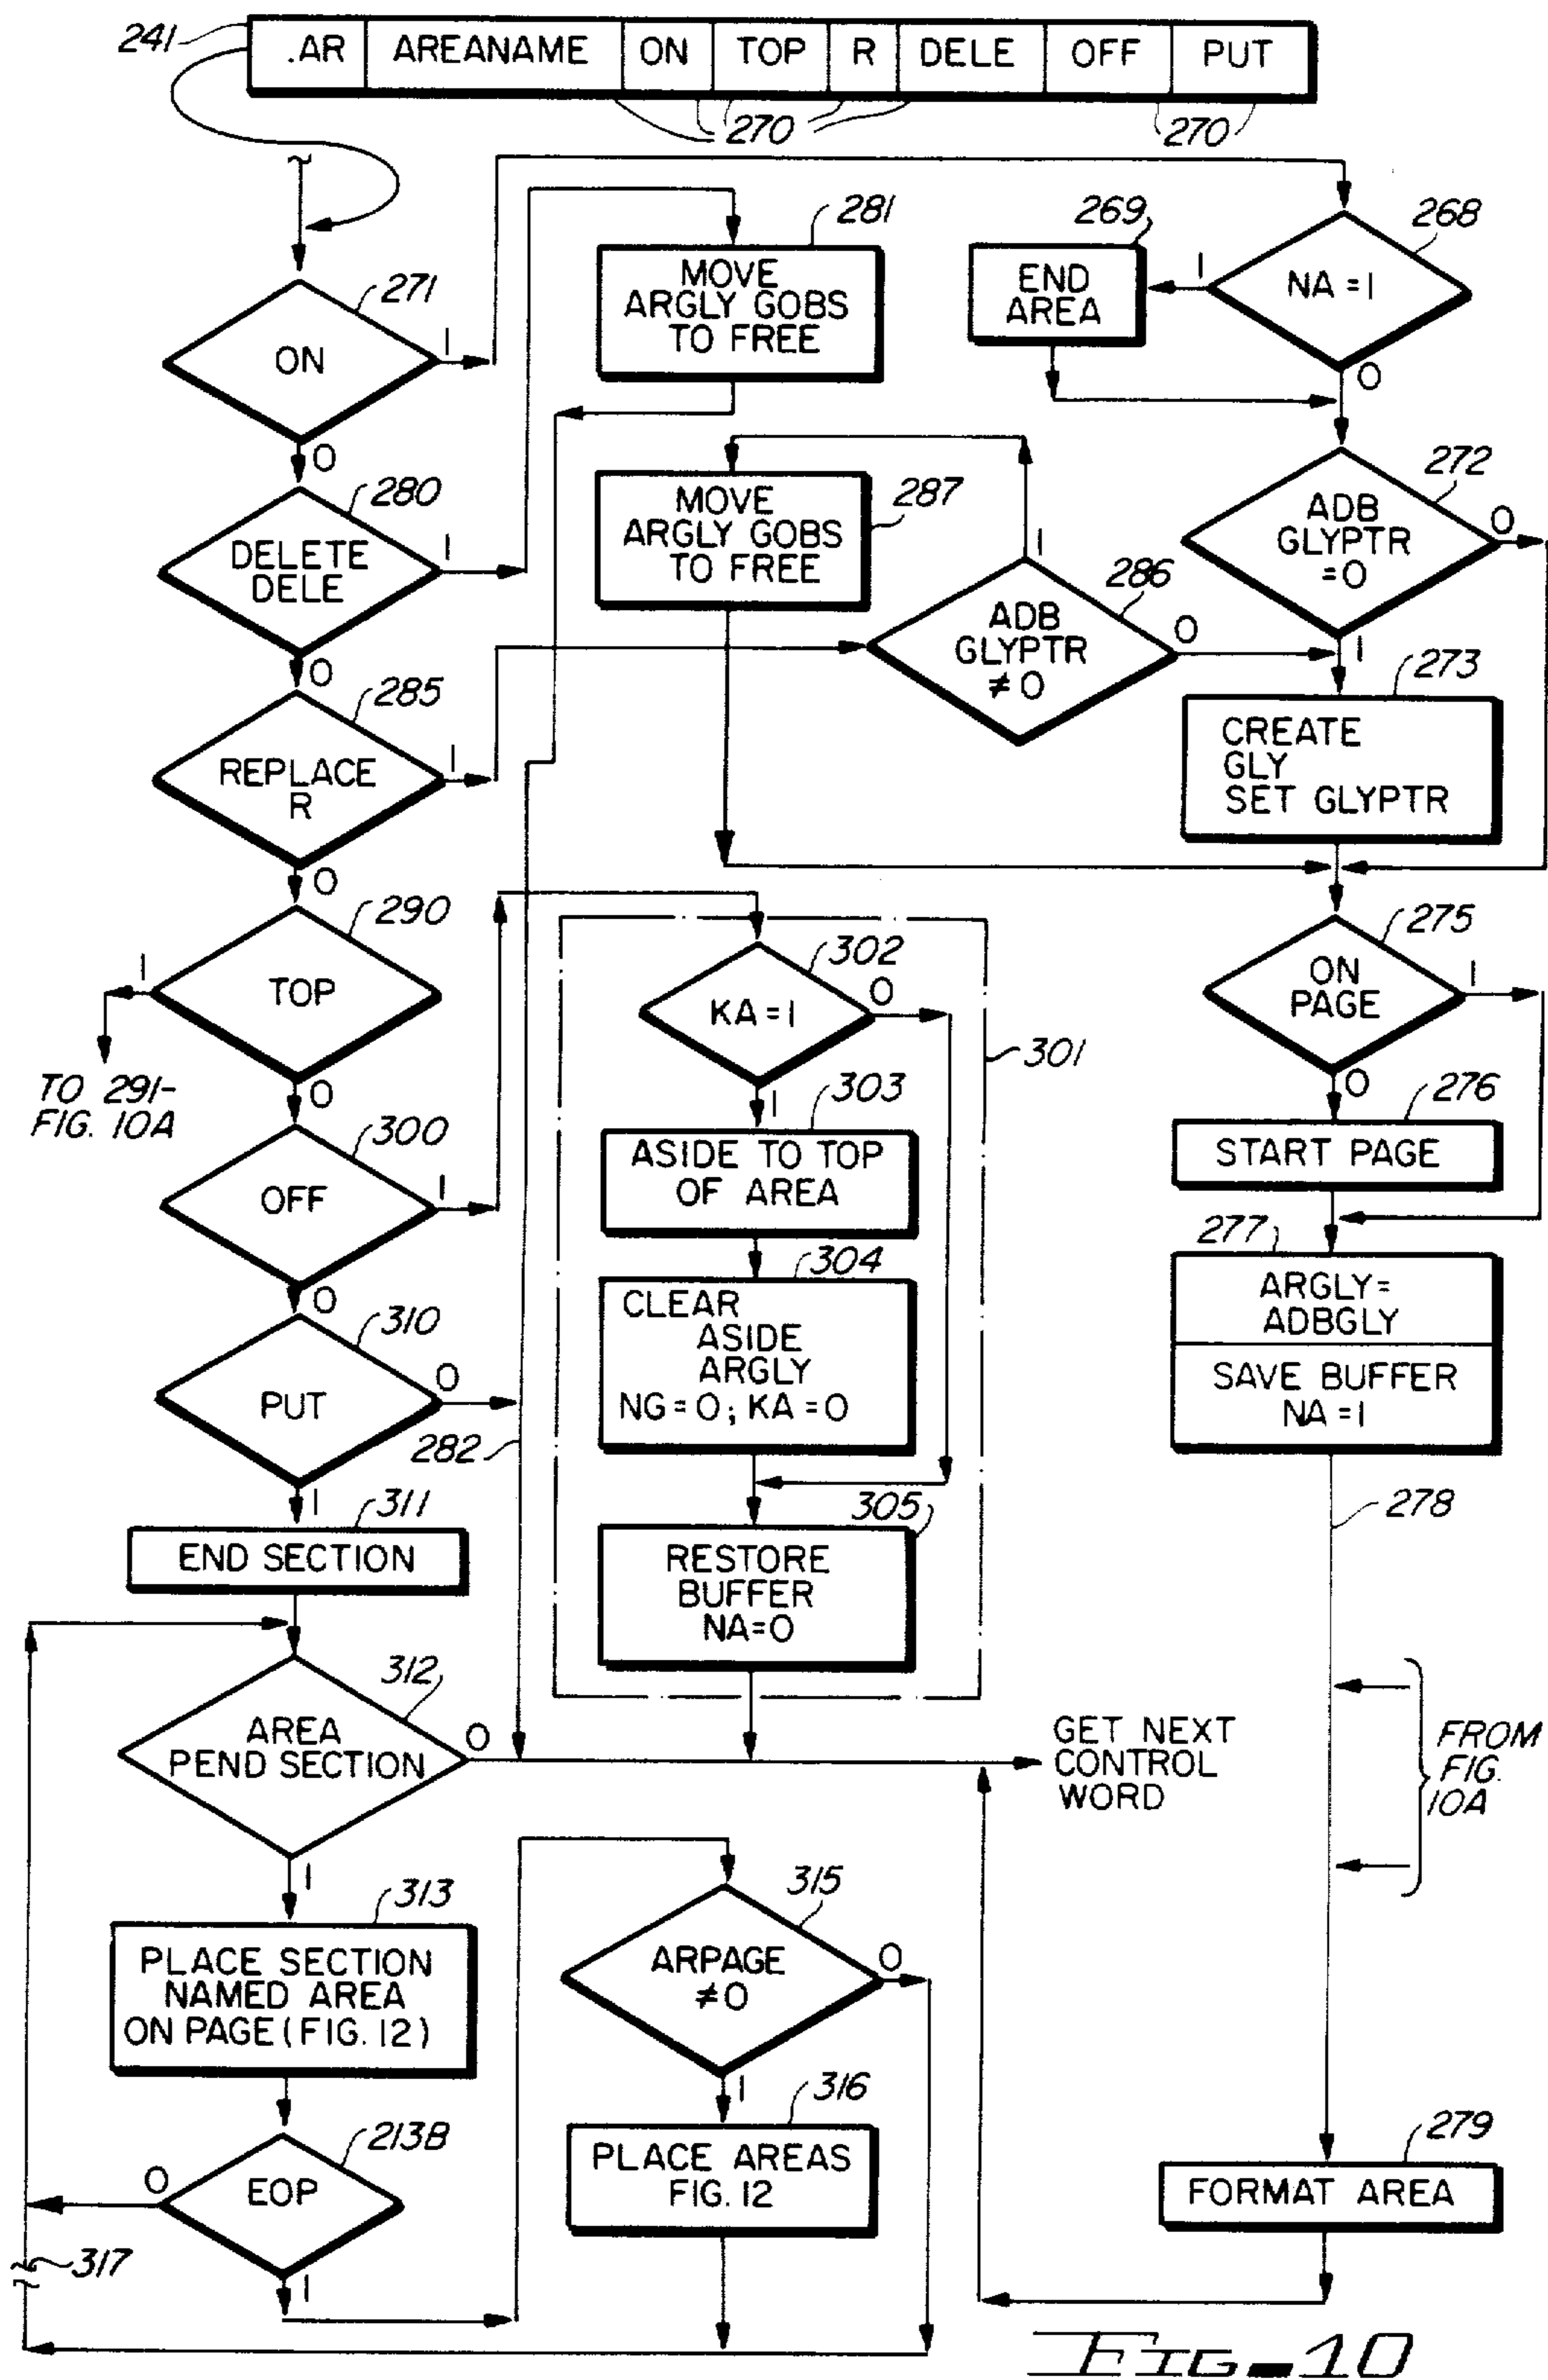 241
.AR AREANAME ON TOP R DELE OFF PUT
270
270
281
269
268
271
MOVE
ARGLY GOBS
TO FREE
END
AREA
1
NA = 1
0
ON
1
0
280
DELETE
DELE
1
0
287
MOVE
ARGLY GOBS
TO FREE
272
ADB
GLYPTR
=0
0
1
286
ADB
GLYPTR
≠ 0
1
0
285
REPLACE
R
1
0
273
CREATE
GLY
SET GLYPTR
290
TOP
1
0
TO 291-
FIG. 10A
302
KA = 1
0
1
301
275
ON
PAGE
1
0
303
ASIDE TO TOP
OF AREA
276
START PAGE
300
OFF
1
0
304
CLEAR
ASIDE
ARGLY
NG = 0; KA = 0
277
ARGLY=
ADBGLY
SAVE BUFFER
NA = 1
310
PUT
0
1
282
278
311
END SECTION
305
RESTORE
BUFFER
NA=0
312
AREA
PEND SECTION
0
1
GET NEXT
CONTROL
WORD
FROM
FIG.
10A
313
PLACE SECTION
NAMED AREA
ON PAGE (FIG. 12)
315
ARPAGE
≠0
0
1
316
PLACE AREAS
FIG. 12
213B
EOP
0
1
317
279
FORMAT AREA
FIG_10